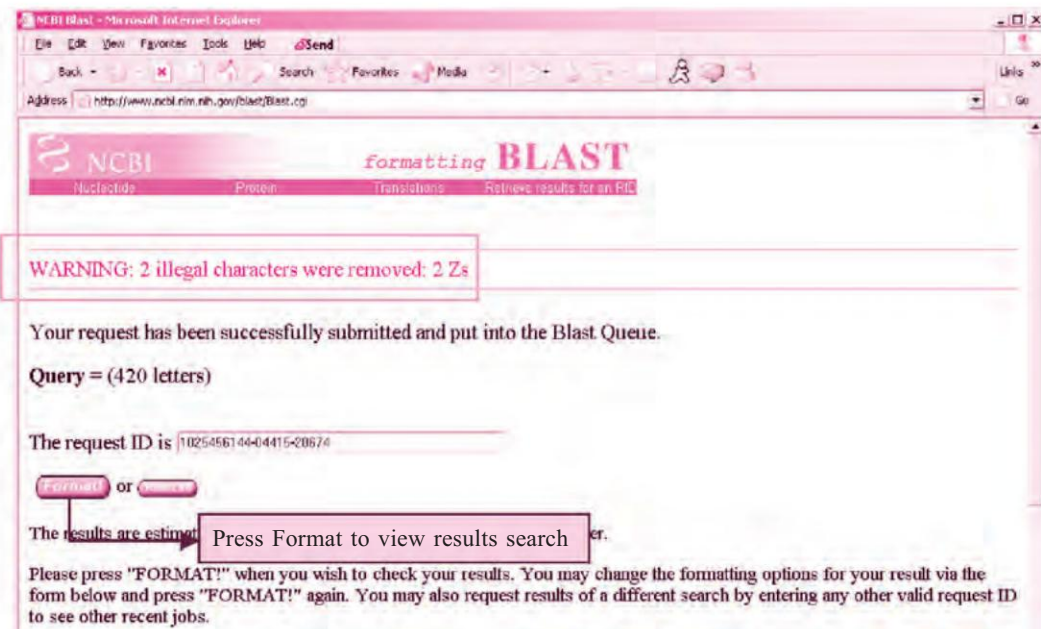 NCBI Blast - Microsoft Internet Explorer
File Edit View Favorites Tools Help Send
Back Search Favorites Media Links
Address http://www.ncbi.nlm.nih.gov/blast/Blast.cgi Go
NCBI formatting BLAST
Nucleotide Protein Translations Retrieve results for an RID
WARNING: 2 illegal characters were removed: 2 Zs
Your request has been successfully submitted and put into the Blast Queue.
Query = (420 letters)
The request ID is 1025456144-04415-20674
Format! or
The results are estimat er.
Press Format to view results search
Please press "FORMAT!" when you wish to check your results. You may change the formatting options for your result via the
form below and press "FORMAT!" again. You may also request results of a different search by entering any other valid request ID
to see other recent jobs.